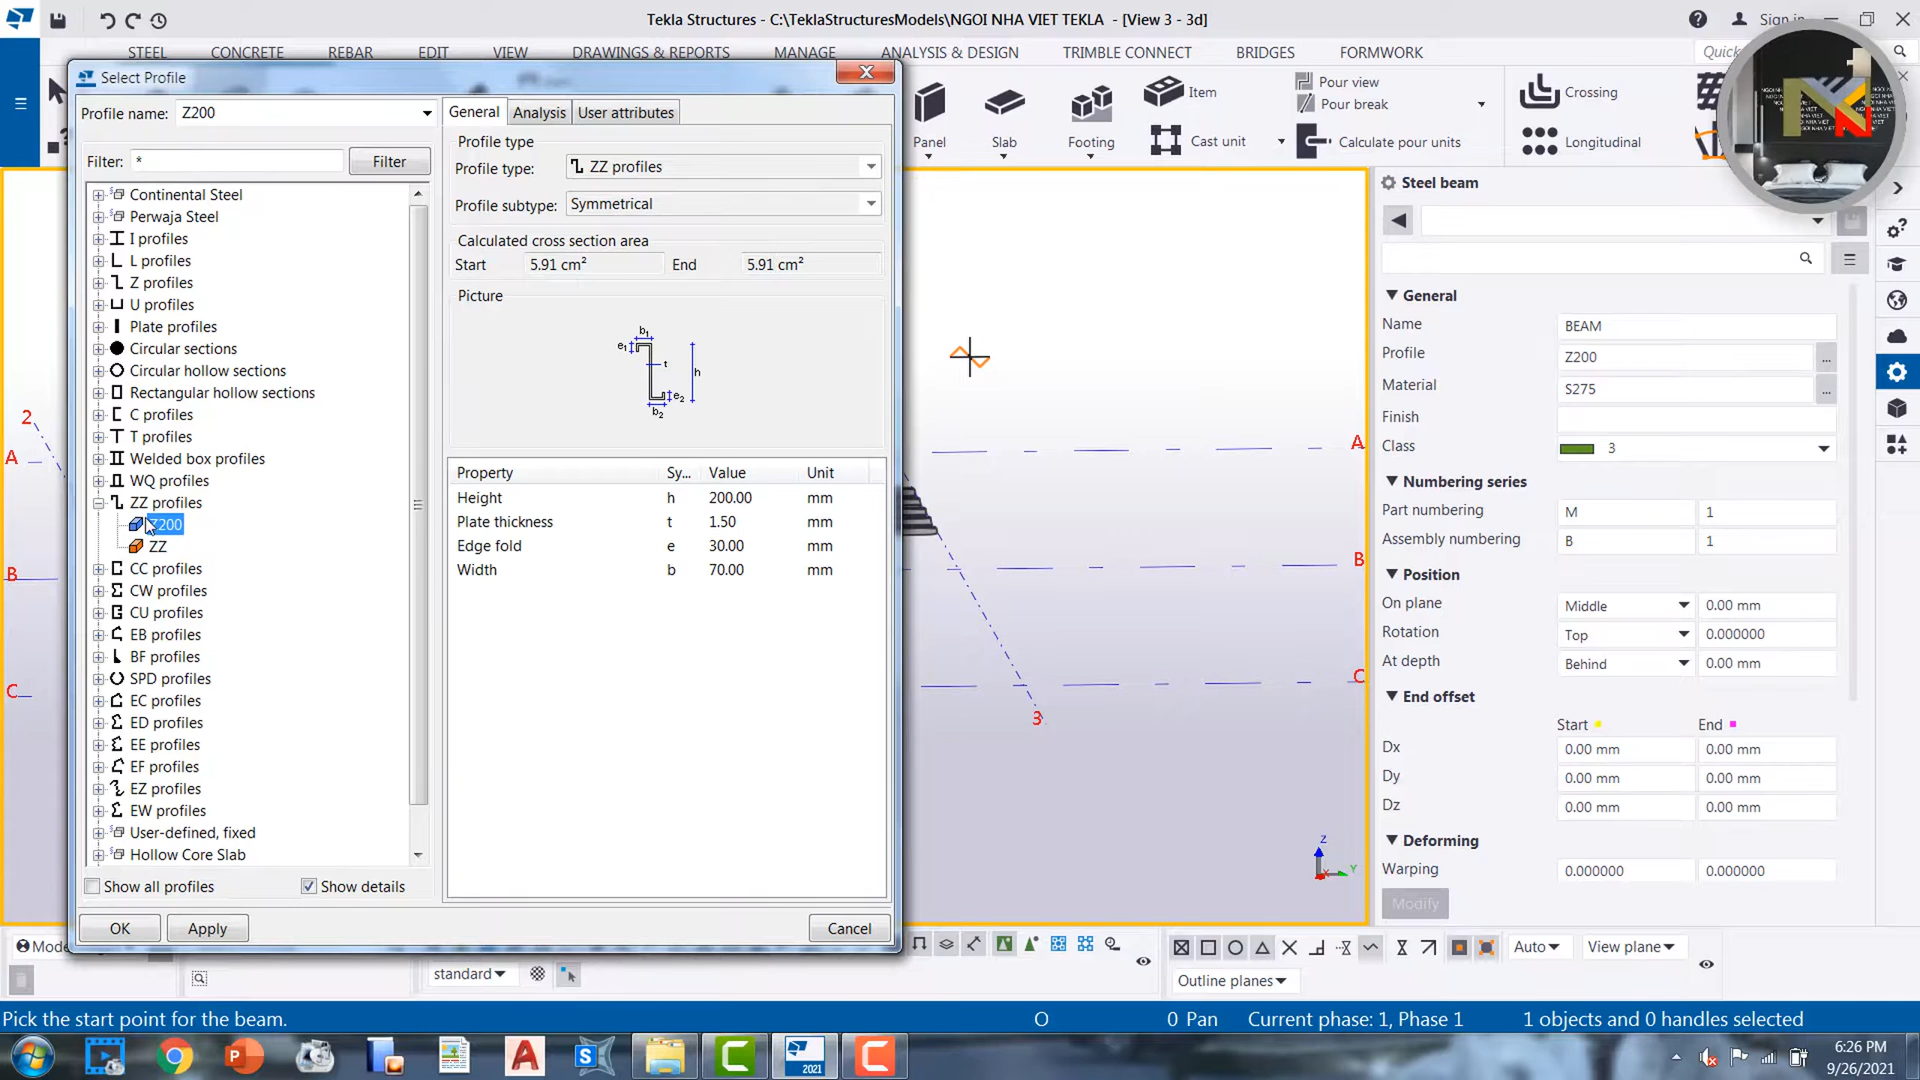 Tekla Structures - C:\TeklaStructuresModels\NGOI NHA VIET TEKLA - [View 3 - 3d]
Sign in
STEEL CONCRETE REBAR EDIT VIEW DRAWINGS & REPORTS MANAGE ANALYSIS & DESIGN TRIMBLE CONNECT BRIDGES FORMWORK
Select Profile
Profile name: Z200
Filter: *
Filter
Continental Steel
Perwaja Steel
I profiles
L profiles
Z profiles
U profiles
Plate profiles
Circular sections
Circular hollow sections
Rectangular hollow sections
C profiles
T profiles
Welded box profiles
WQ profiles
ZZ profiles
Z200
ZZ
CC profiles
CW profiles
CU profiles
EB profiles
BF profiles
SPD profiles
EC profiles
ED profiles
EE profiles
EF profiles
EZ profiles
EW profiles
User-defined, fixed
Hollow Core Slab
Show all profiles
Show details
OK Apply Cancel
General Analysis User attributes
Profile type
Profile type: ZZ profiles
Profile subtype: Symmetrical
Calculated cross section area
Start 5.91 cm² End 5.91 cm²
Picture
b1
e1
t
h
e2
b2
Property Sy... Value Unit
Height h 200.00 mm
Plate thickness t 1.50 mm
Edge fold e 30.00 mm
Width b 70.00 mm
Panel
Slab
Footing
Item
Cast unit
Pour view
Pour break
Calculate pour units
Crossing
Longitudinal
2
A
B
C
A
B
C
3
Z
Y
Steel beam
General
Name BEAM
Profile Z200 ...
Material S275 ...
Finish
Class 3
Numbering series
Part numbering M 1
Assembly numbering B 1
Position
On plane Middle 0.00 mm
Rotation Top 0.000000
At depth Behind 0.00 mm
End offset
Start End
Dx 0.00 mm 0.00 mm
Dy 0.00 mm 0.00 mm
Dz 0.00 mm 0.00 mm
Deforming
Warping 0.000000 0.000000
Modify
standard
Auto
View plane
Outline planes
Pick the start point for the beam.
O
0 Pan
Current phase: 1, Phase 1
1 objects and 0 handles selected
2021
6:26 PM
9/26/2021